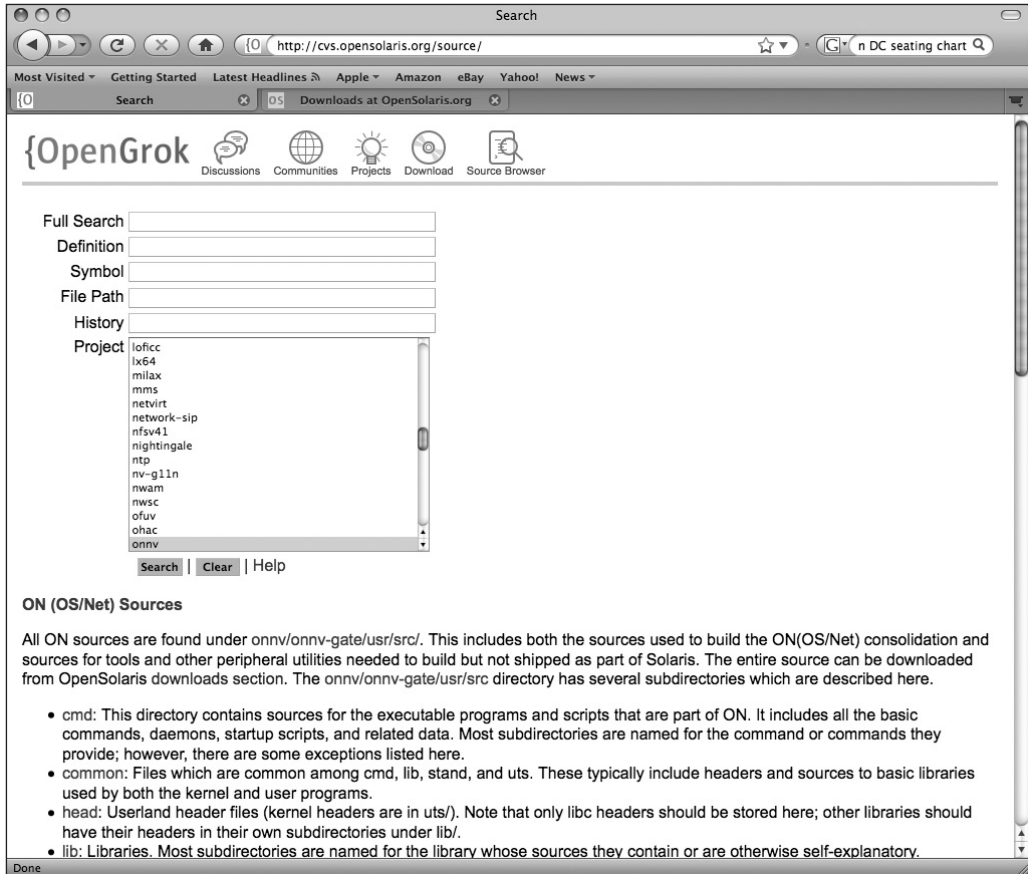 Search
{O http://cvs.opensolaris.org/source/
G n DC seating chart
Most Visited Getting Started Latest Headlines Apple Amazon eBay Yahoo! News
{O Search OS Downloads at OpenSolaris.org
{OpenGrok
Discussions Communities Projects Download Source Browser
Full Search
Definition
Symbol
File Path
History
Project
loficc
lx64
milax
mms
netvirt
network-sip
nfsv41
nightingale
ntp
nv-g11n
nwam
nwsc
ofuv
ohac
onnv
Search | Clear | Help
ON (OS/Net) Sources
All ON sources are found under onnv/onnv-gate/usr/src/. This includes both the sources used to build the ON(OS/Net) consolidation and
sources for tools and other peripheral utilities needed to build but not shipped as part of Solaris. The entire source can be downloaded
from OpenSolaris downloads section. The onnv/onnv-gate/usr/src directory has several subdirectories which are described here.
• cmd: This directory contains sources for the executable programs and scripts that are part of ON. It includes all the basic
commands, daemons, startup scripts, and related data. Most subdirectories are named for the command or commands they
provide; however, there are some exceptions listed here.
• common: Files which are common among cmd, lib, stand, and uts. These typically include headers and sources to basic libraries
used by both the kernel and user programs.
• head: Userland header files (kernel headers are in uts/). Note that only libc headers should be stored here; other libraries should
have their headers in their own subdirectories under lib/.
• lib: Libraries. Most subdirectories are named for the library whose sources they contain or are otherwise self-explanatory.
Done